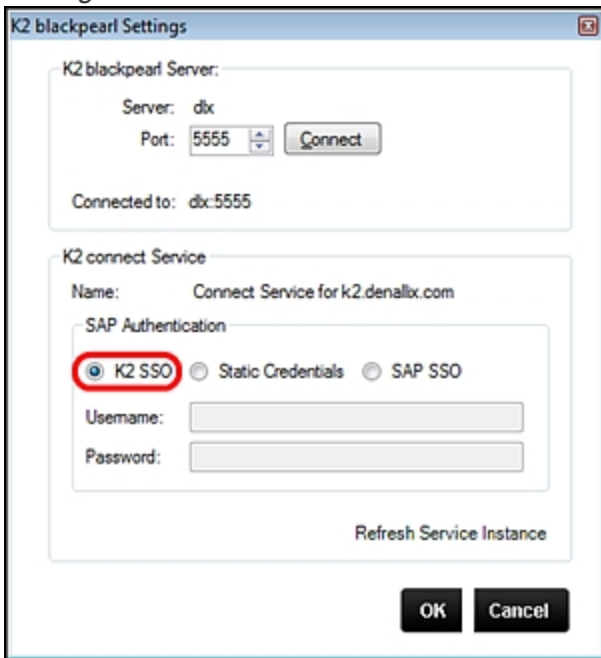 K2 blackpearl Settings
K2 blackpearl Server:
Server: dlx
Port: 5555 Connect
Connected to: dlx:5555
K2 connect Service
Name: Connect Service for k2.denallix.com
SAP Authentication
K2 SSO Static Credentials SAP SSO
Username:
Password:
Refresh Service Instance
OK Cancel